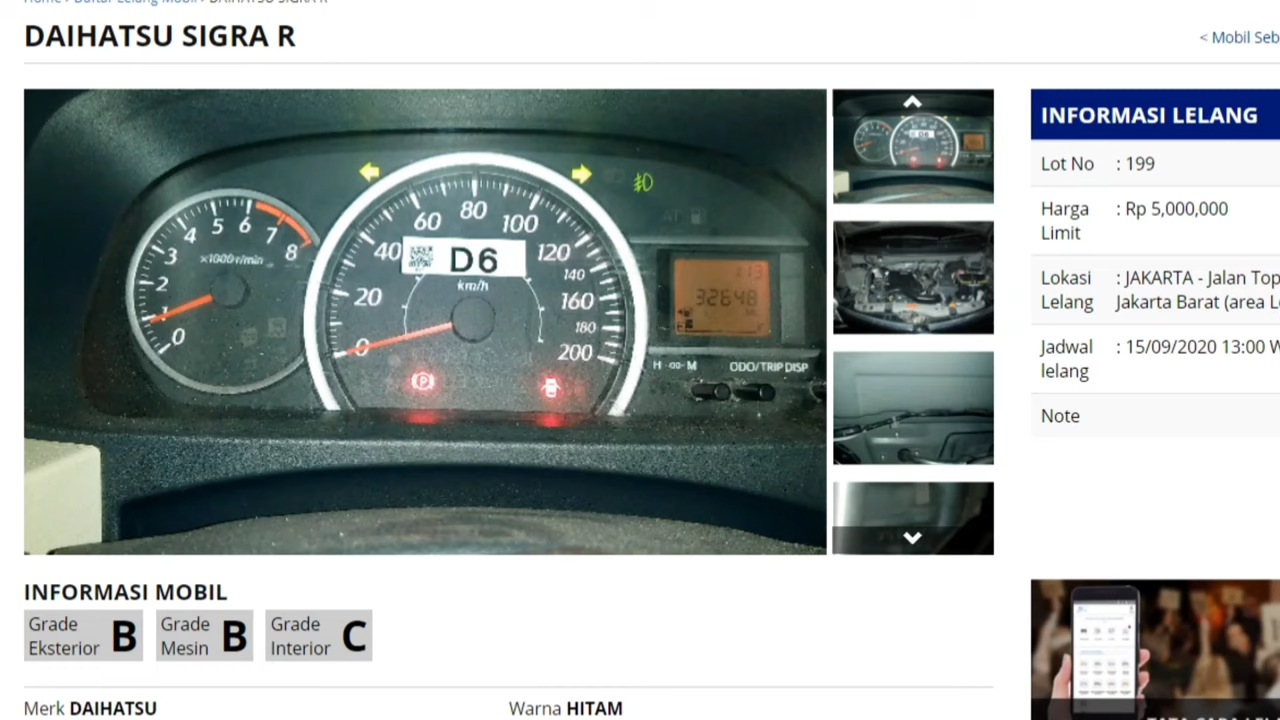 DAIHATSU SIGRA R
< Mobil Seb
INFORMASI LELANG
Lot No : 199
Harga Limit : Rp 5,000,000
Lokasi Lelang : JAKARTA - Jalan Top
Jakarta Barat (area L
Jadwal lelang : 15/09/2020 13:00 W
Note
0 1 2 3 4 5 6 7 8
×1000r/min
0 20 40 60 80 100 120 140 160 180 200
D6
km/h
32648
H M
ODO/TRIP DISP
INFORMASI MOBIL
Grade Eksterior B
Grade Mesin B
Grade Interior C
Merk DAIHATSU
Warna HITAM